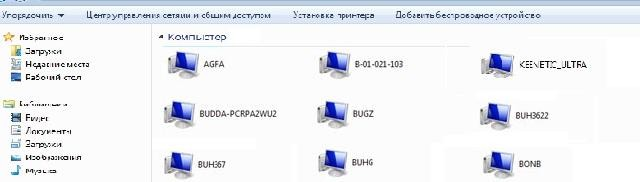 Упорядочить Центр управления сетями и общим доступом Установка принтера Добавить беспроводное устройство
Избранное
Загрузки
Недавние места
Рабочий стол
Библиотеки
Видео
Документы
Загрузки
Изображения
Музыка
Компьютер
AGFA B-01-021-103 KEENETIC_ULTRA
BUDDA-PCRPA2WU2 BUGZ BUH3622
BUH367 BUHG BONB